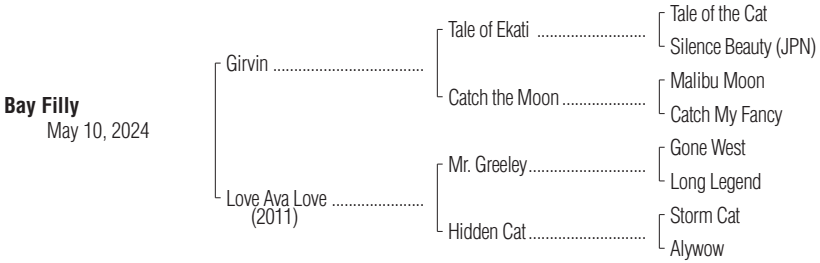 Bay Filly
May 10, 2024
Girvin ..................................
Love Ava Love .....................
(2011)
Tale of Ekati .........................
Catch the Moon...................
Mr. Greeley...........................
Hidden Cat...........................
Tale of the Cat
Silence Beauty (JPN)
Malibu Moon
Catch My Fancy
Gone West
Long Legend
Storm Cat
Alywow